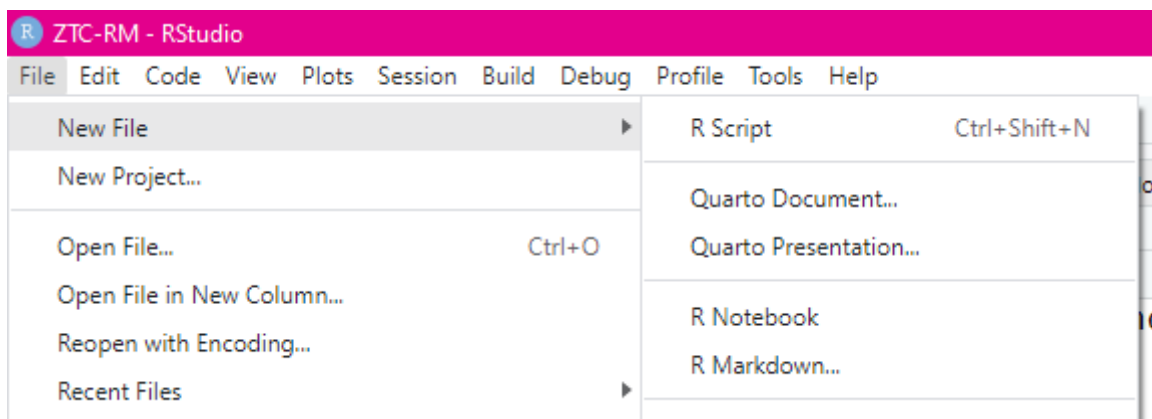 R ZTC-RM - RStudio
File Edit Code View Plots Session Build Debug Profile Tools Help
New File
New Project...
Open File... Ctrl+O
Open File in New Column...
Reopen with Encoding...
Recent Files
R Script Ctrl+Shift+N
Quarto Document...
Quarto Presentation...
R Notebook
R Markdown...